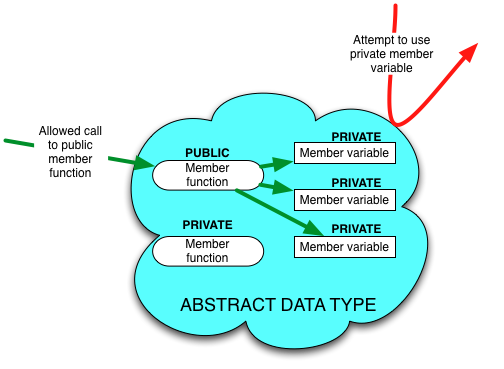 Attempt to use
private member
variable
Allowed call
to public
member
function
PUBLIC
Member
function
PRIVATE
Member variable
PRIVATE
Member variable
PRIVATE
Member
function
PRIVATE
Member variable
ABSTRACT DATA TYPE